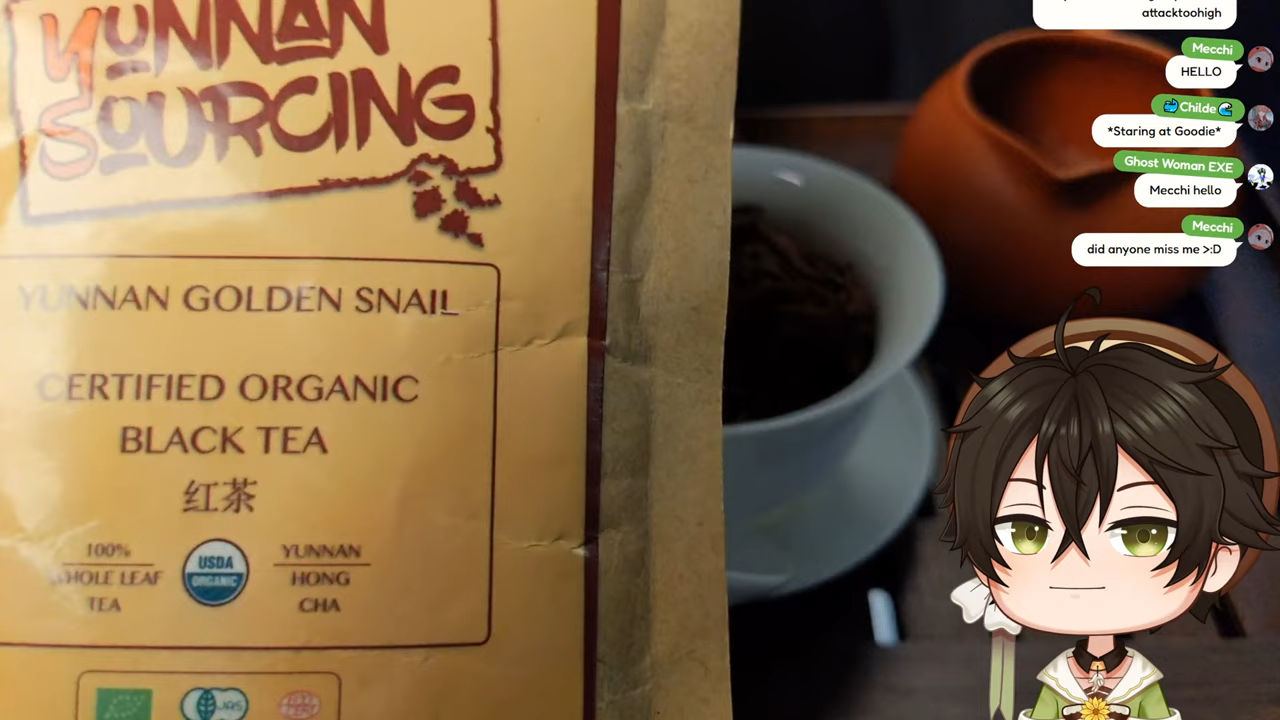 YUNNAN
SOURCING
YUNNAN GOLDEN SNAIL
CERTIFIED ORGANIC
BLACK TEA
红茶
100%
WHOLE LEAF
TEA
USDA
ORGANIC
YUNNAN
HONG
CHA
JAS
attacktoohigh
Mecchi
HELLO
Childe
*Staring at Goodie*
Ghost Woman EXE
Mecchi hello
Mecchi
did anyone miss me >:D